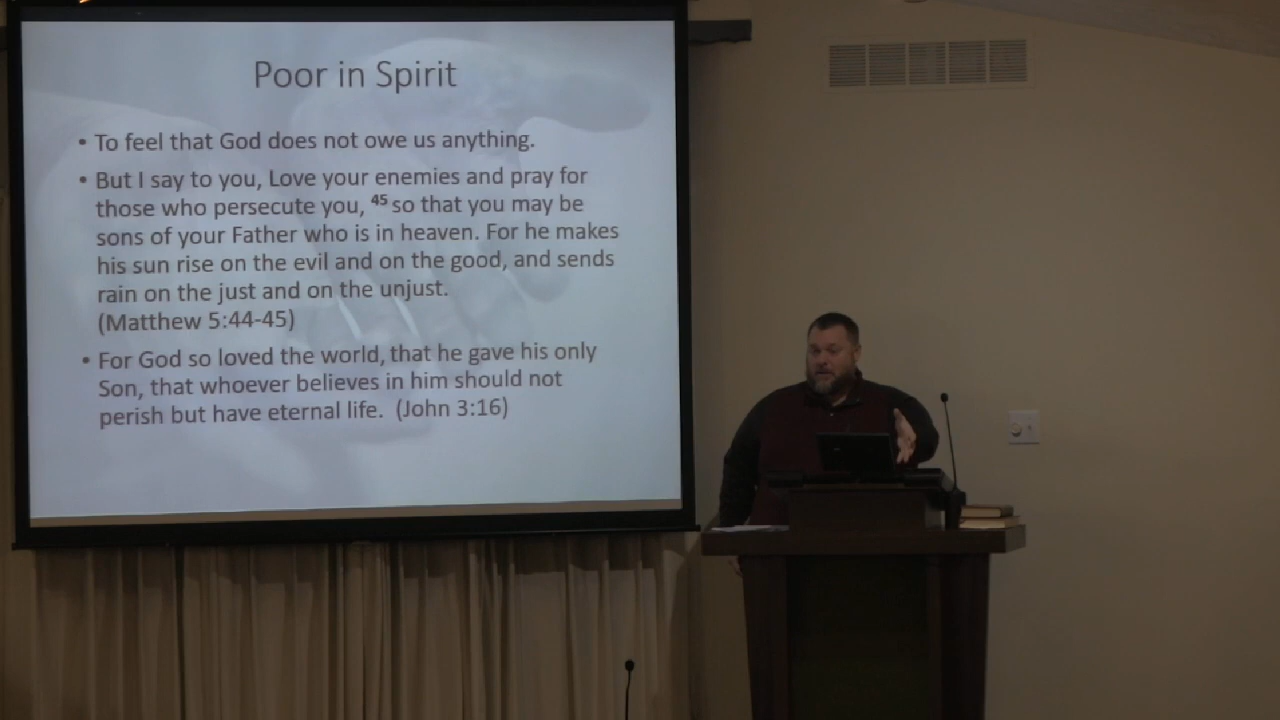 Poor in Spirit
• To feel that God does not owe us anything.
• But I say to you, Love your enemies and pray for
those who persecute you, 45 so that you may be
sons of your Father who is in heaven. For he makes
his sun rise on the evil and on the good, and sends
rain on the just and on the unjust.
(Matthew 5:44-45)
• For God so loved the world, that he gave his only
Son, that whoever believes in him should not
perish but have eternal life. (John 3:16)